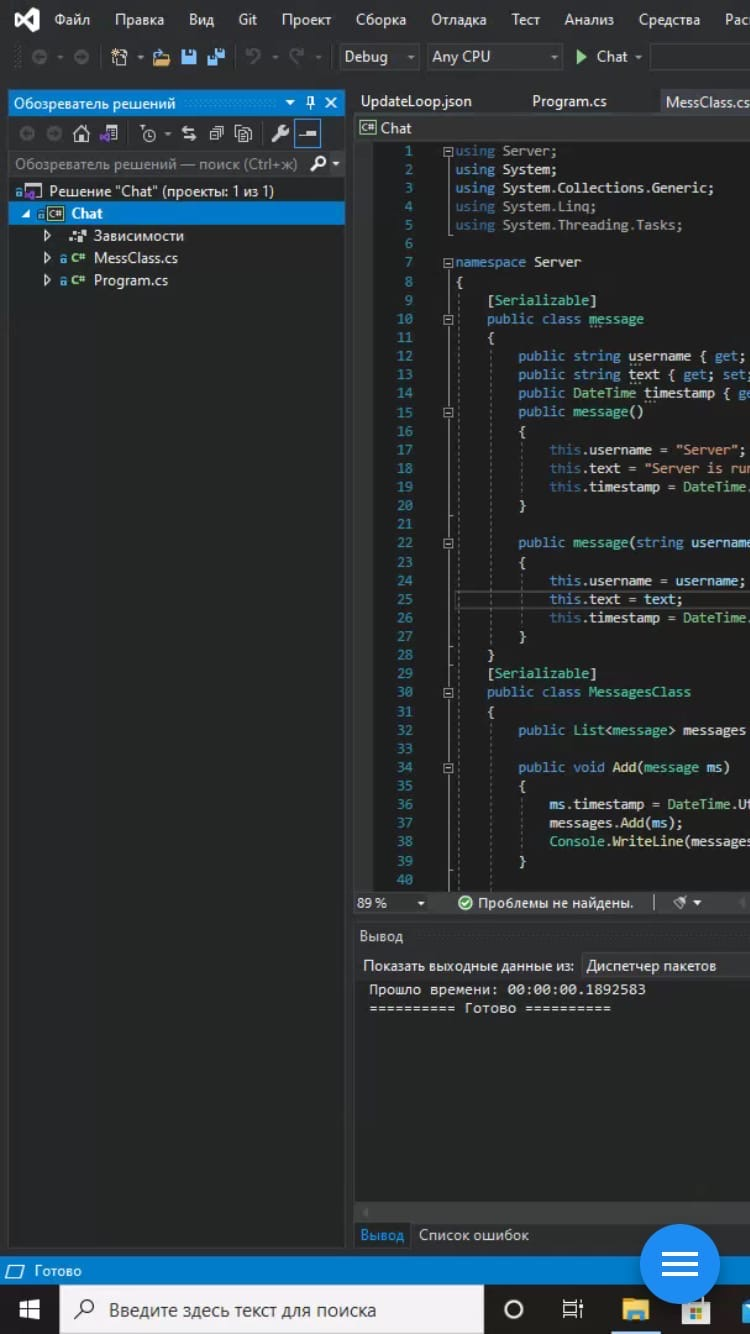 Файл Правка Вид Git Проект Сборка Отладка Тест Анализ Средства
Debug Any CPU Chat
Обозреватель решений
Обозреватель решений — поиск (Ctrl+ж)
Решение "Chat" (проекты: 1 из 1)
Chat
Зависимости
C# MessClass.cs
C# Program.cs
UpdateLoop.json Program.cs MessClass.cs
C# Chat
1 using Server;
2 using System;
3 using System.Collections.Generic;
4 using System.Linq;
5 using System.Threading.Tasks;
6
7 namespace Server
8 {
9 [Serializable]
10 public class message
11 {
12 public string username { get;
13 public string text { get; set;
14 public DateTime timestamp { ge
15 public message()
16 {
17 this.username = "Server";
18 this.text = "Server is run
19 this.timestamp = DateTime.
20 }
21
22 public message(string username
23 {
24 this.username = username;
25 this.text = text;
26 this.timestamp = DateTime.
27 }
28 }
29 [Serializable]
30 public class MessagesClass
31 {
32 public List<message> messages
33
34 public void Add(message ms)
35 {
36 ms.timestamp = DateTime.Ut
37 messages.Add(ms);
38 Console.WriteLine(messages
39 }
40
89 % Проблемы не найдены.
Вывод
Показать выходные данные из: Диспетчер пакетов
Прошло времени: 00:00:00.1892583
========== Готово ==========
Вывод Список ошибок
Готово
Введите здесь текст для поиска